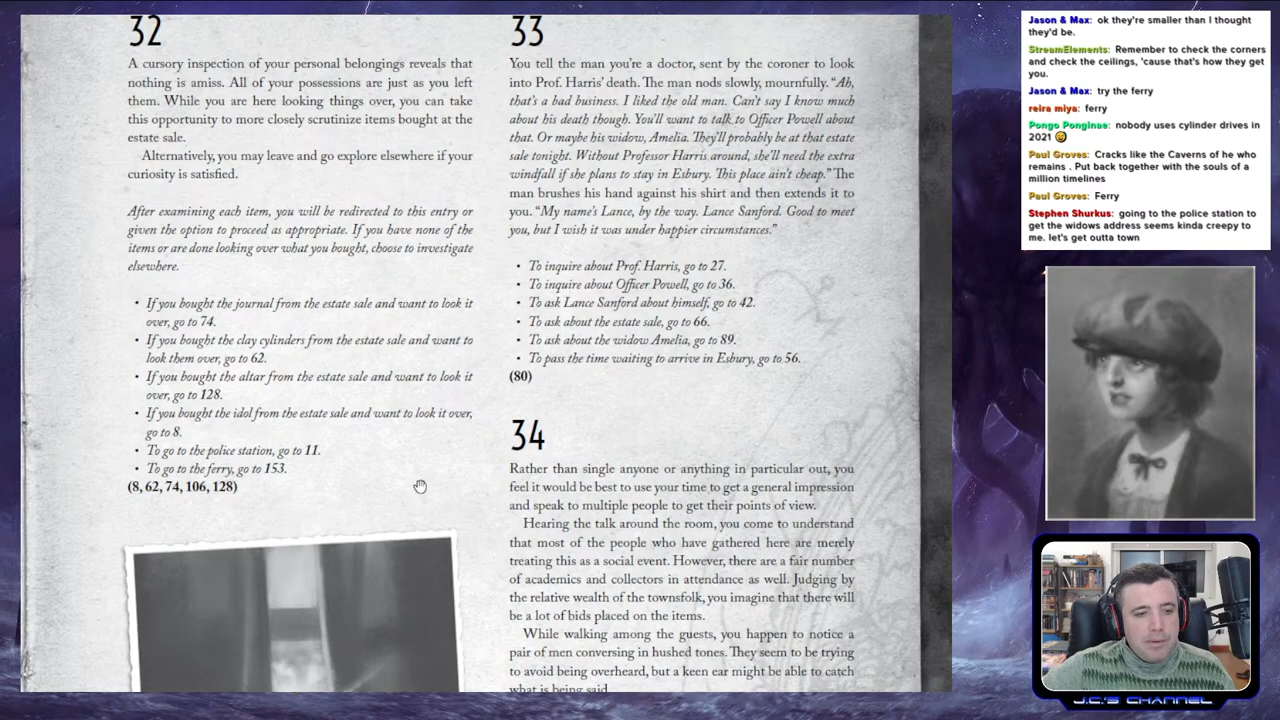 32
A cursory inspection of your personal belongings reveals that
nothing is amiss. All of your possessions are just as you left
them. While you are here looking things over, you can take
this opportunity to more closely scrutinize items bought at the
estate sale.
Alternatively, you may leave and go explore elsewhere if your
curiosity is satisfied.
After examining each item, you will be redirected to this entry or
given the option to proceed as appropriate. If you have none of the
items or are done looking over what you bought, choose to investigate
elsewhere.
• If you bought the journal from the estate sale and want to look it
over, go to 74.
• If you bought the clay cylinders from the estate sale and want to
look them over, go to 62.
• If you bought the altar from the estate sale and want to look it
over, go to 128.
• If you bought the idol from the estate sale and want to look it over,
go to 8.
• To go to the police station, go to 11.
• To go to the ferry, go to 153.
(8, 62, 74, 106, 128)
33
You tell the man you're a doctor, sent by the coroner to look
into Prof. Harris' death. The man nods slowly, mournfully. "Ah,
that's a bad business. I liked the old man. Can't say I know much
about his death though. You'll want to talk to Officer Powell about
that. Or maybe his widow, Amelia. They'll probably be at that estate
sale tonight. Without Professor Harris around, she'll need the extra
windfall if she plans to stay in Esbury. This place ain't cheap." The
man brushes his hand against his shirt and then extends it to
you. "My name's Lance, by the way. Lance Sanford. Good to meet
you, but I wish it was under happier circumstances."
• To inquire about Prof. Harris, go to 27.
• To inquire about Officer Powell, go to 36.
• To ask Lance Sanford about himself, go to 42.
• To ask about the estate sale, go to 66.
• To ask about the widow Amelia, go to 89.
• To pass the time waiting to arrive in Esbury, go to 56.
(80)
34
Rather than single anyone or anything in particular out, you
feel it would be best to use your time to get a general impression
and speak to multiple people to get their points of view.
Hearing the talk around the room, you come to understand
that most of the people who have gathered here are merely
treating this as a social event. However, there are a fair number
of academics and collectors in attendance as well. Judging by
the relative wealth of the townsfolk, you imagine that there will
be a lot of bids placed on the items.
While walking among the guests, you happen to notice a
pair of men conversing in hushed tones. They seem to be trying
to avoid being overheard, but a keen ear might be able to catch
what is being said.
Jason & Max: ok they're smaller than I thought
they'd be.
StreamElements: Remember to check the corners
and check the ceilings, 'cause that's how they get
you.
Jason & Max: try the ferry
reira miya: ferry
Pongo Ponginae: nobody uses cylinder drives in
2021 😅
Paul Groves: Cracks like the Caverns of he who
remains . Put back together with the souls of a
million timelines
Paul Groves: Ferry
Stephen Shurkus: going to the police station to
get the widows address seems kinda creepy to
me. let's get outta town
J.C.'S CHANNEL